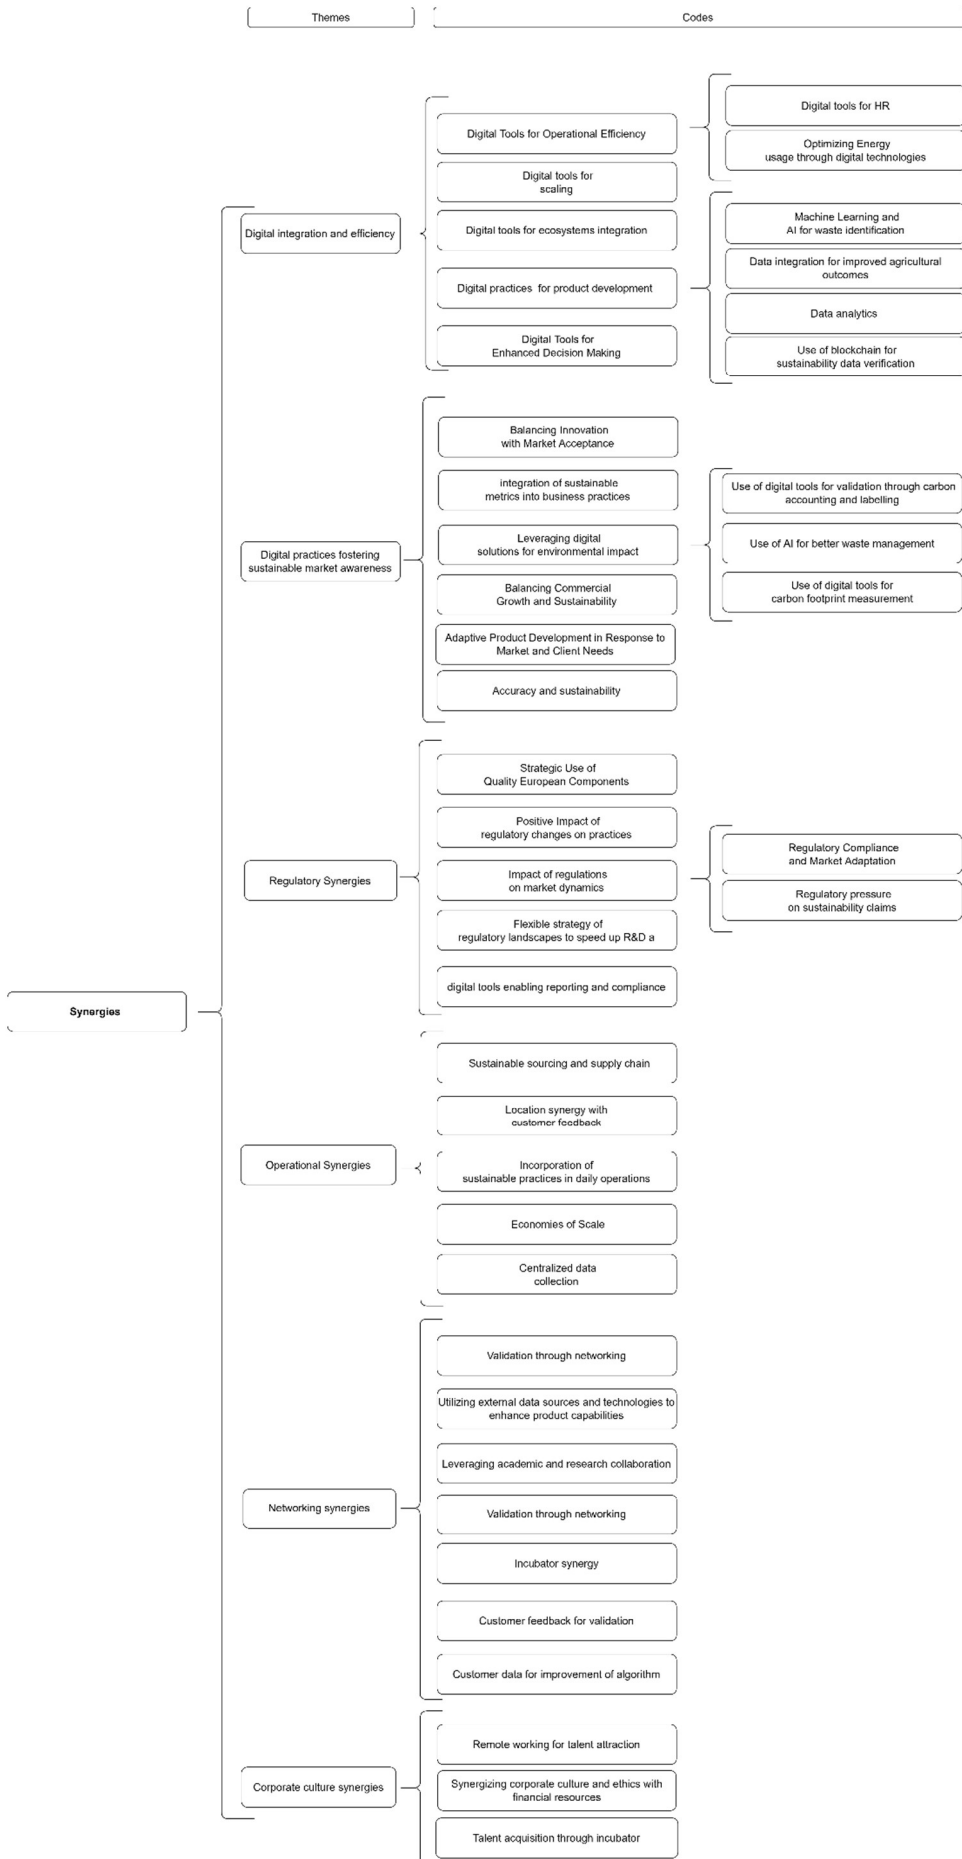 Themes
Codes
Digital integration and efficiency
Digital Tools for Operational Efficiency
Digital tools for HR
Optimizing Energy
usage through digital technologies
Digital tools for
scaling
Digital tools for ecosystems integration
Digital practices for product development
Machine Learning and
AI for waste identification
Data integration for improved agricultural
outcomes
Data analytics
Use of blockchain for
sustainability data verification
Digital Tools for
Enhanced Decision Making
Digital practices fostering
sustainable market awareness
Balancing Innovation
with Market Acceptance
integration of sustainable
metrics into business practices
Leveraging digital
solutions for environmental impact
Use of digital tools for validation through carbon
accounting and labelling
Use of AI for better waste management
Use of digital tools for
carbon footprint measurement
Balancing Commercial
Growth and Sustainability
Adaptive Product Development in Response to
Market and Client Needs
Accuracy and sustainability
Regulatory Synergies
Strategic Use of
Quality European Components
Positive Impact of
regulatory changes on practices
Impact of regulations
on market dynamics
Regulatory Compliance
and Market Adaptation
Regulatory pressure
on sustainability claims
Flexible strategy of
regulatory landscapes to speed up R&D a
digital tools enabling reporting and compliance
Synergies
Operational Synergies
Sustainable sourcing and supply chain
Location synergy with
customer feedback
Incorporation of
sustainable practices in daily operations
Economies of Scale
Centralized data
collection
Networking synergies
Validation through networking
Utilizing external data sources and technologies to
enhance product capabilities
Leveraging academic and research collaboration
Validation through networking
Incubator synergy
Customer feedback for validation
Customer data for improvement of algorithm
Corporate culture synergies
Remote working for talent attraction
Synergizing corporate culture and ethics with
financial resources
Talent acquisition through incubator